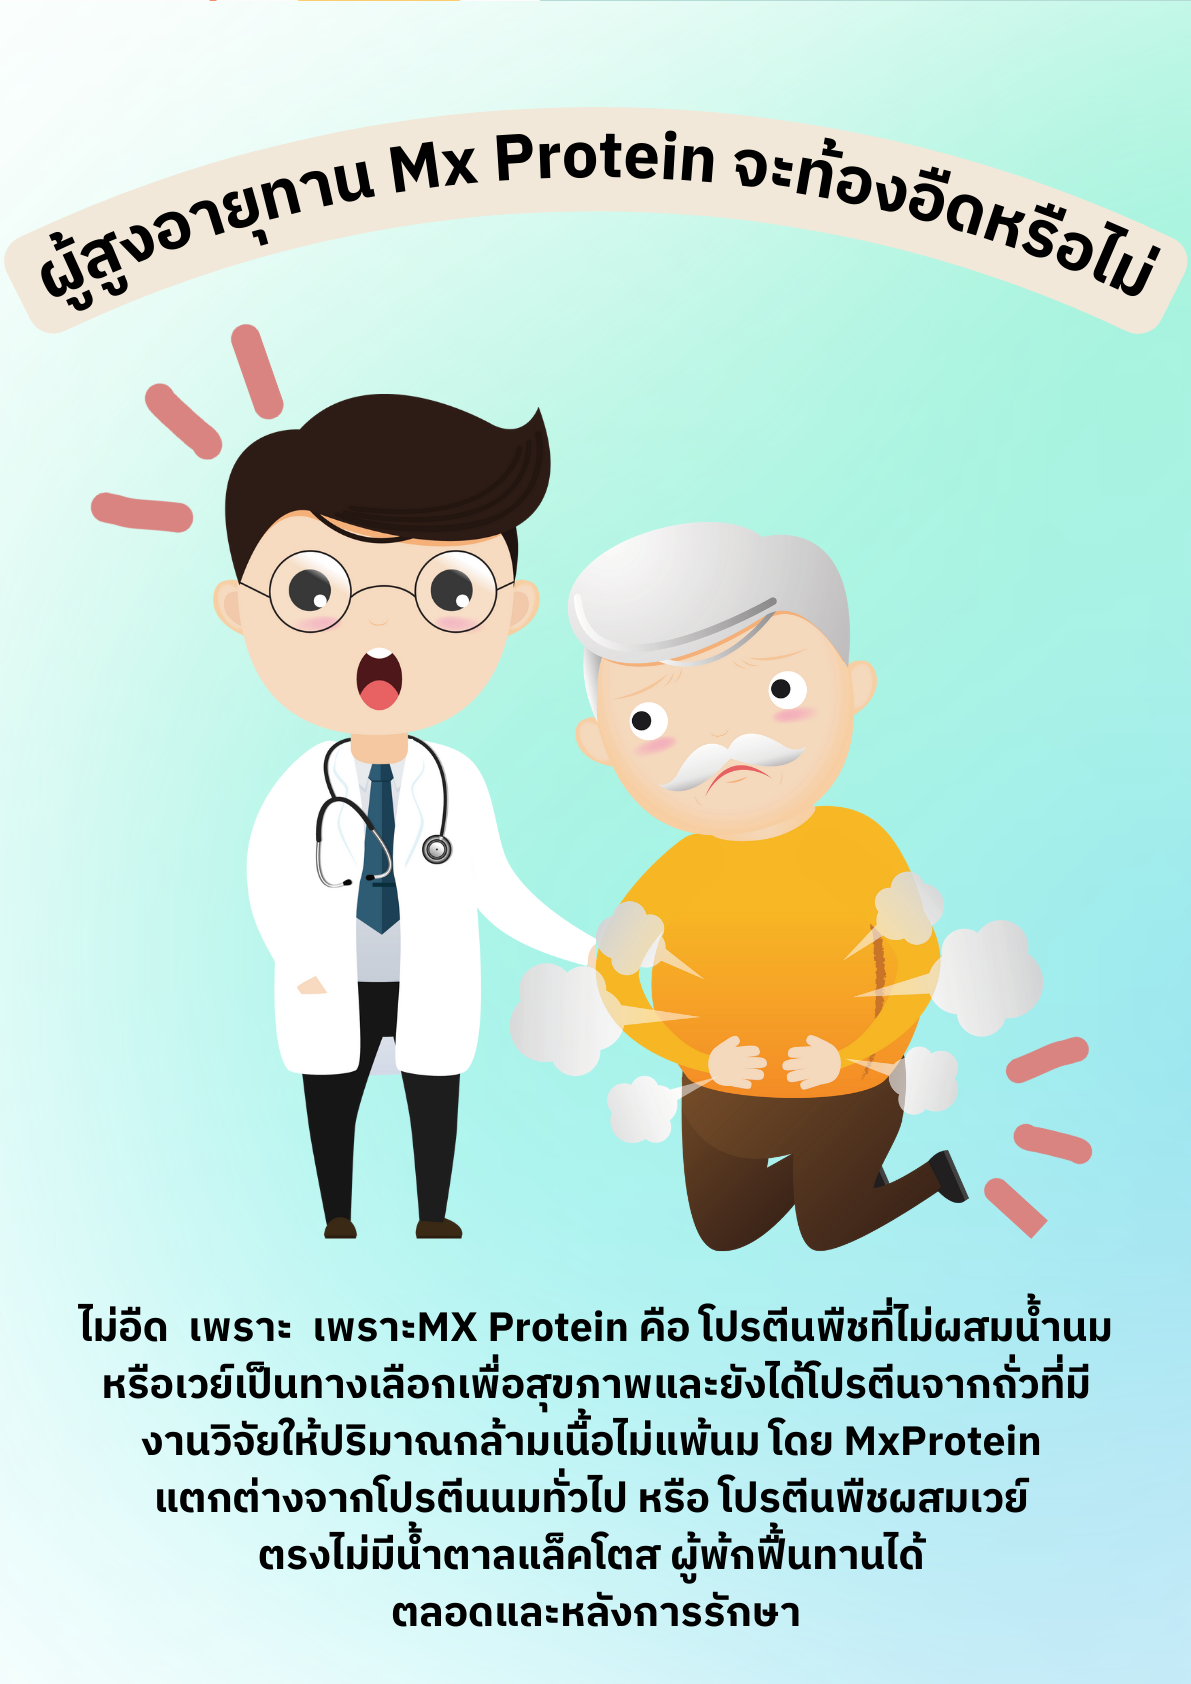 ผู้สูงอายุทาน Mx Protein จะท้องอืดหรือไม่
ไม่อืด เพราะ เพราะMX Protein คือ โปรตีนพืชที่ไม่ผสมน้ำนม
หรือเวย์เป็นทางเลือกเพื่อสุขภาพและยังได้โปรตีนจากถั่วที่มี
งานวิจัยให้ปริมาณกล้ามเนื้อไม่แพ้นม โดย MxProtein
แตกต่างจากโปรตีนนมทั่วไป หรือ โปรตีนพืชผสมเวย์
ตรงไม่มีน้ำตาลแล็คโตส ผู้พ้กฟื้นทานได้
ตลอดและหลังการรักษา